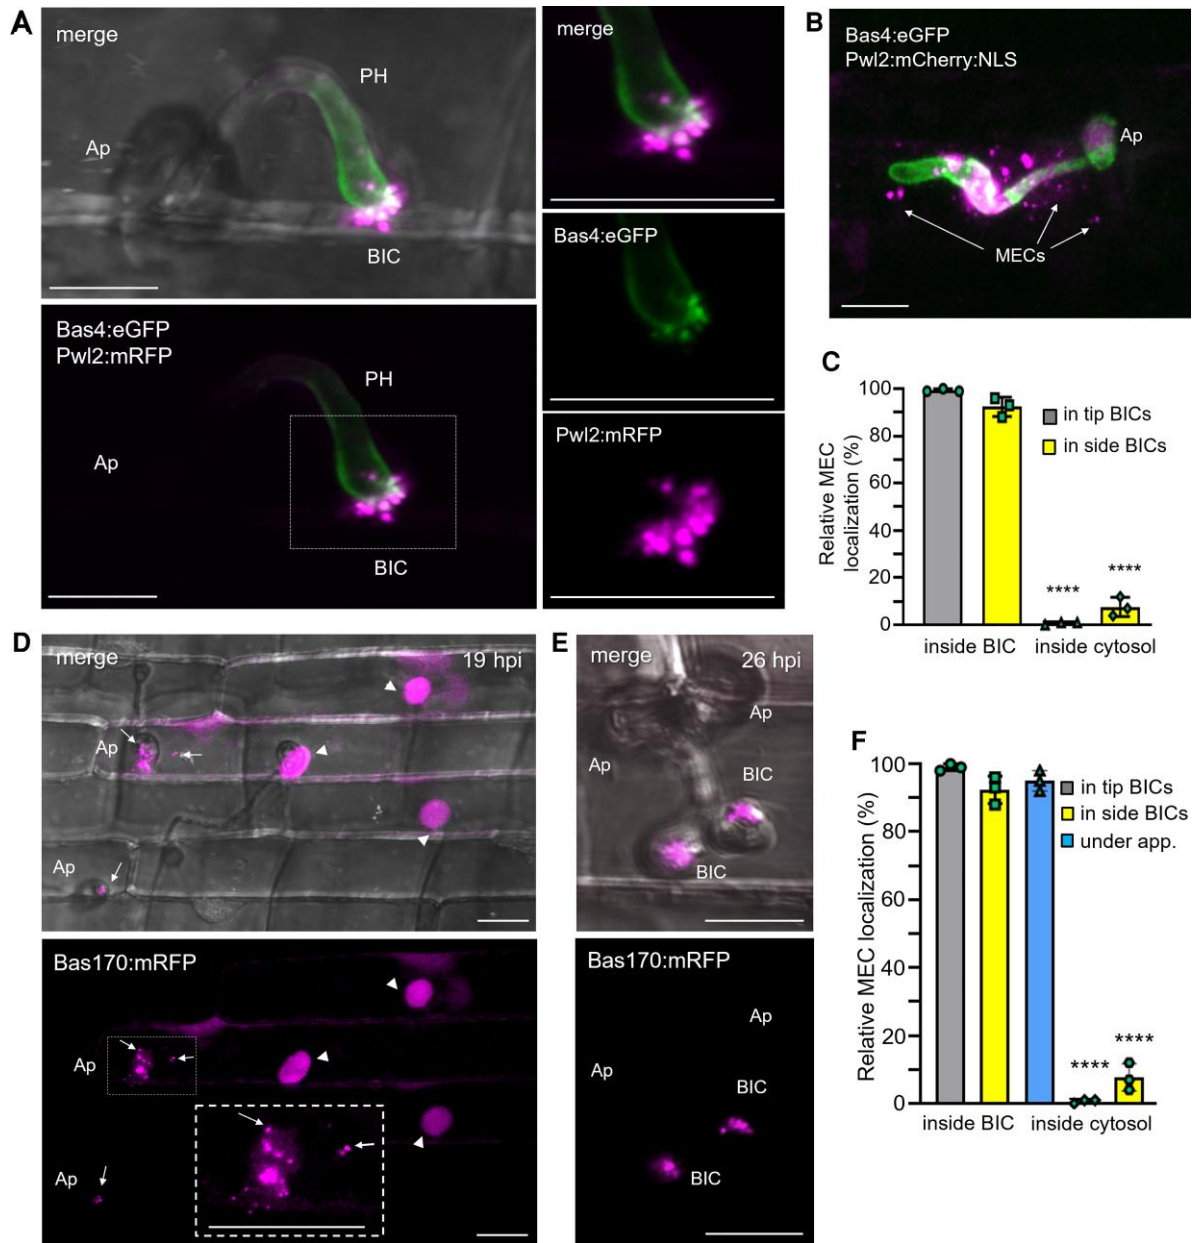 A
merge
PH
Ap
BIC
Bas4:eGFP
Pwl2:mRFP
PH
Ap
BIC
merge
Bas4:eGFP
Pwl2:mRFP
B
Bas4:eGFP
Pwl2:mCherry:NLS
Ap
MECs
C
Relative MEC
localization (%)
100
80
60
40
20
0
in tip BICs
in side BICs
****
****
inside BIC
inside cytosol
D
merge
19 hpi
Ap
Ap
Bas170:mRFP
Ap
Ap
E
merge
26 hpi
Ap
Ap
BIC
BIC
Bas170:mRFP
Ap
Ap
BIC
BIC
F
Relative MEC localization (%)
100
80
60
40
20
10
0
in tip BICs
in side BICs
under app.
****
****
inside BIC
inside cytosol